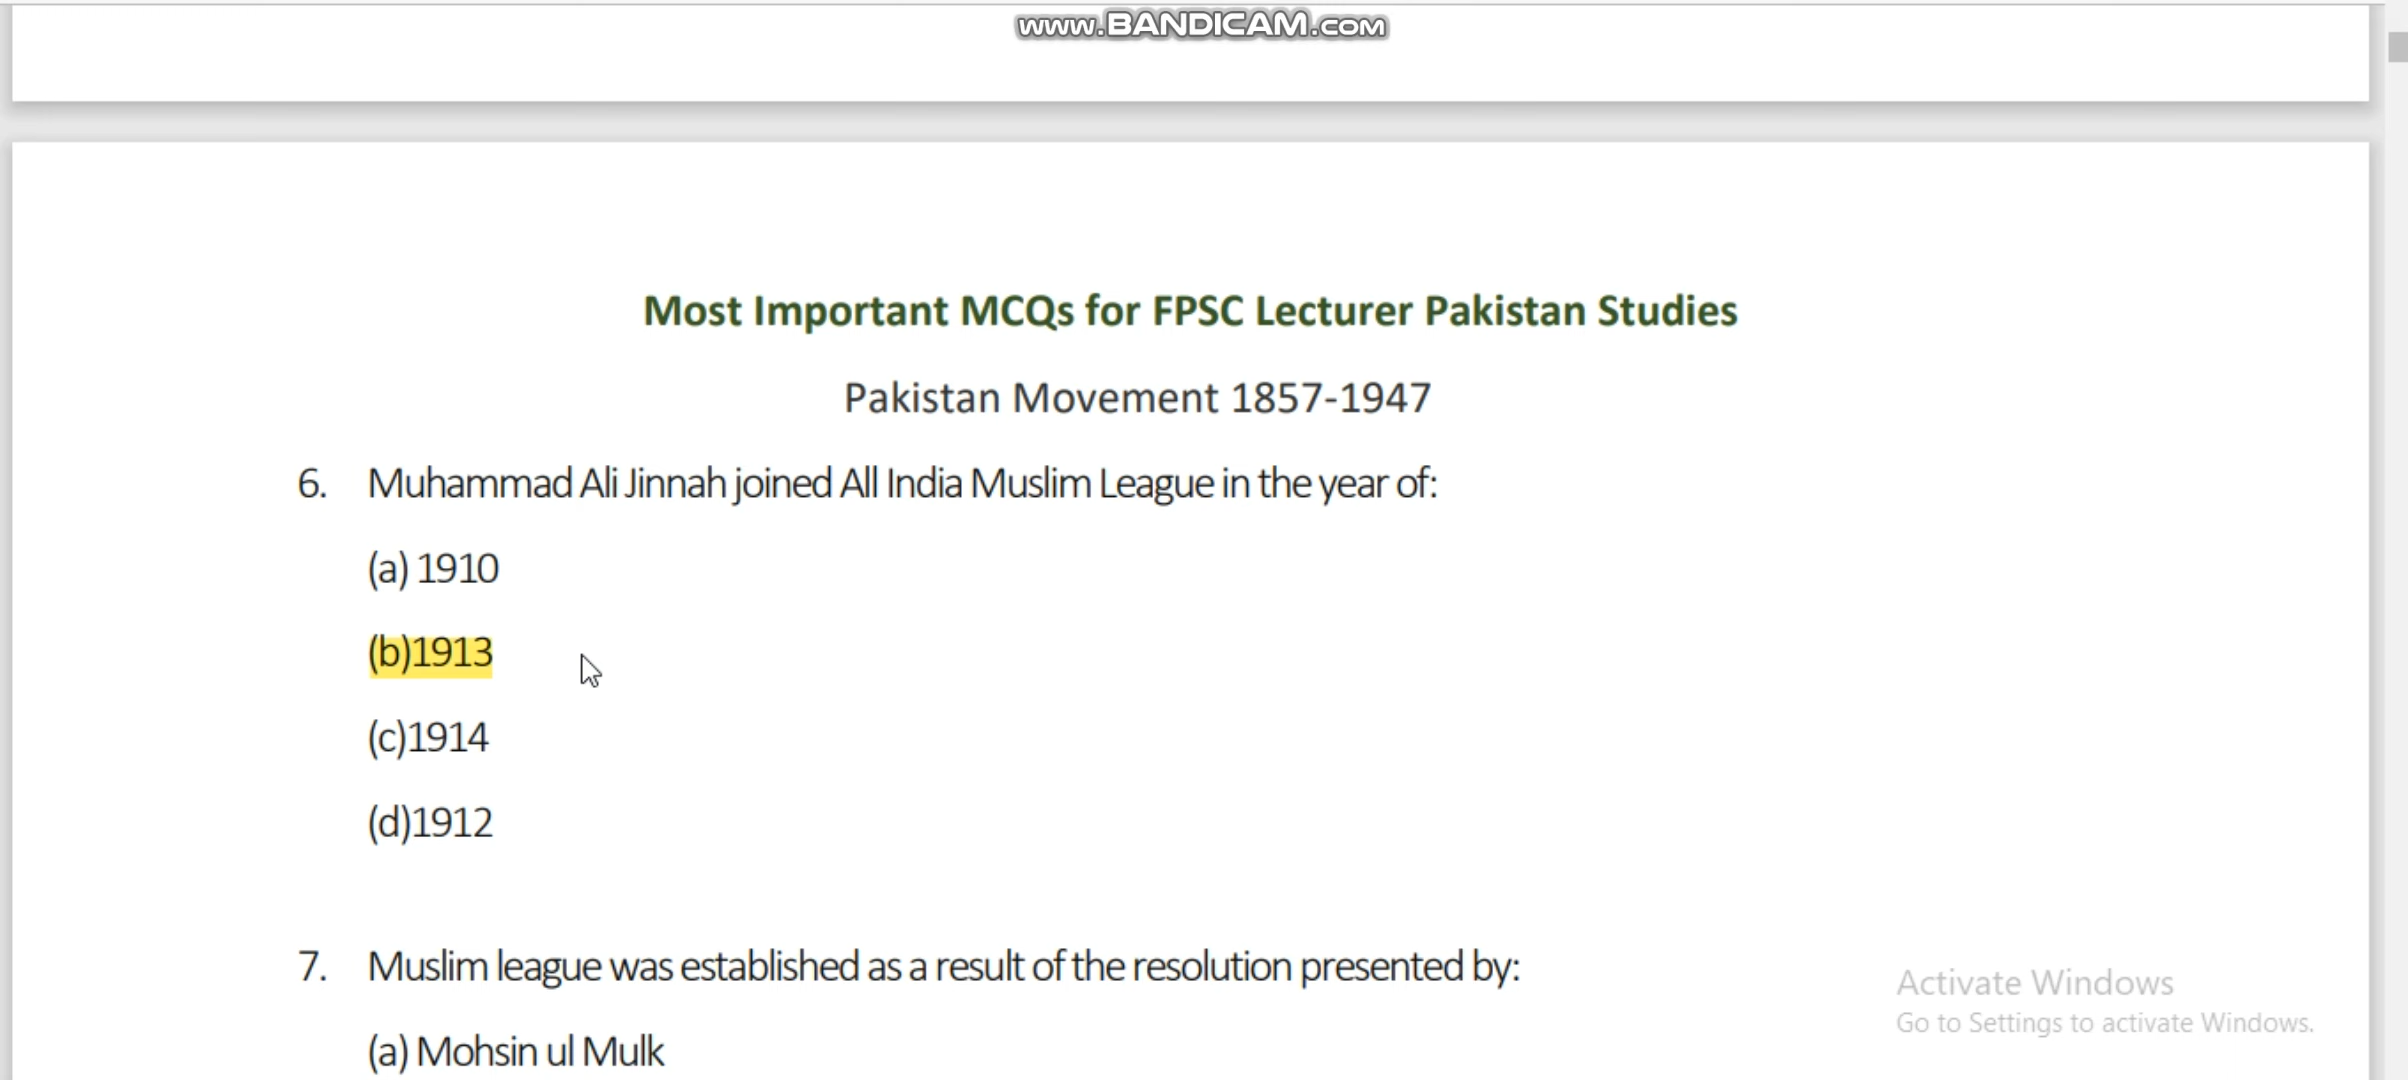 www.BANDICAM.com
Most Important MCQs for FPSC Lecturer Pakistan Studies
Pakistan Movement 1857-1947
6. Muhammad Ali Jinnah joined All India Muslim League in the year of:
(a) 1910
(b)1913
(c)1914
(d)1912
7. Muslim league was established as a result of the resolution presented by:
(a) Mohsin ul Mulk
Activate Windows
Go to Settings to activate Windows.